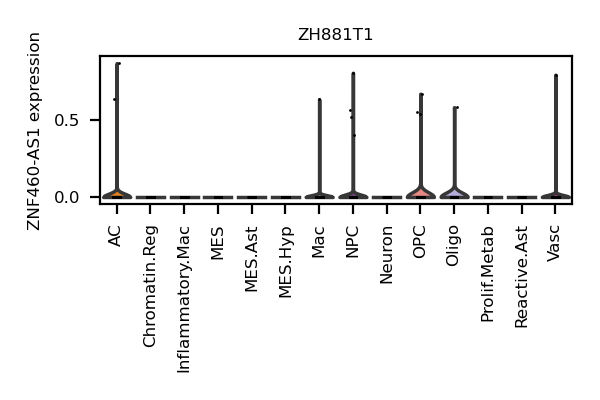 ZH881T1
ZNF460-AS1 expression
0.5
0.0
AC
Chromatin.Reg
Inflammatory.Mac
MES
MES.Ast
MES.Hyp
Mac
NPC
Neuron
OPC
Oligo
Prolif.Metab
Reactive.Ast
Vasc